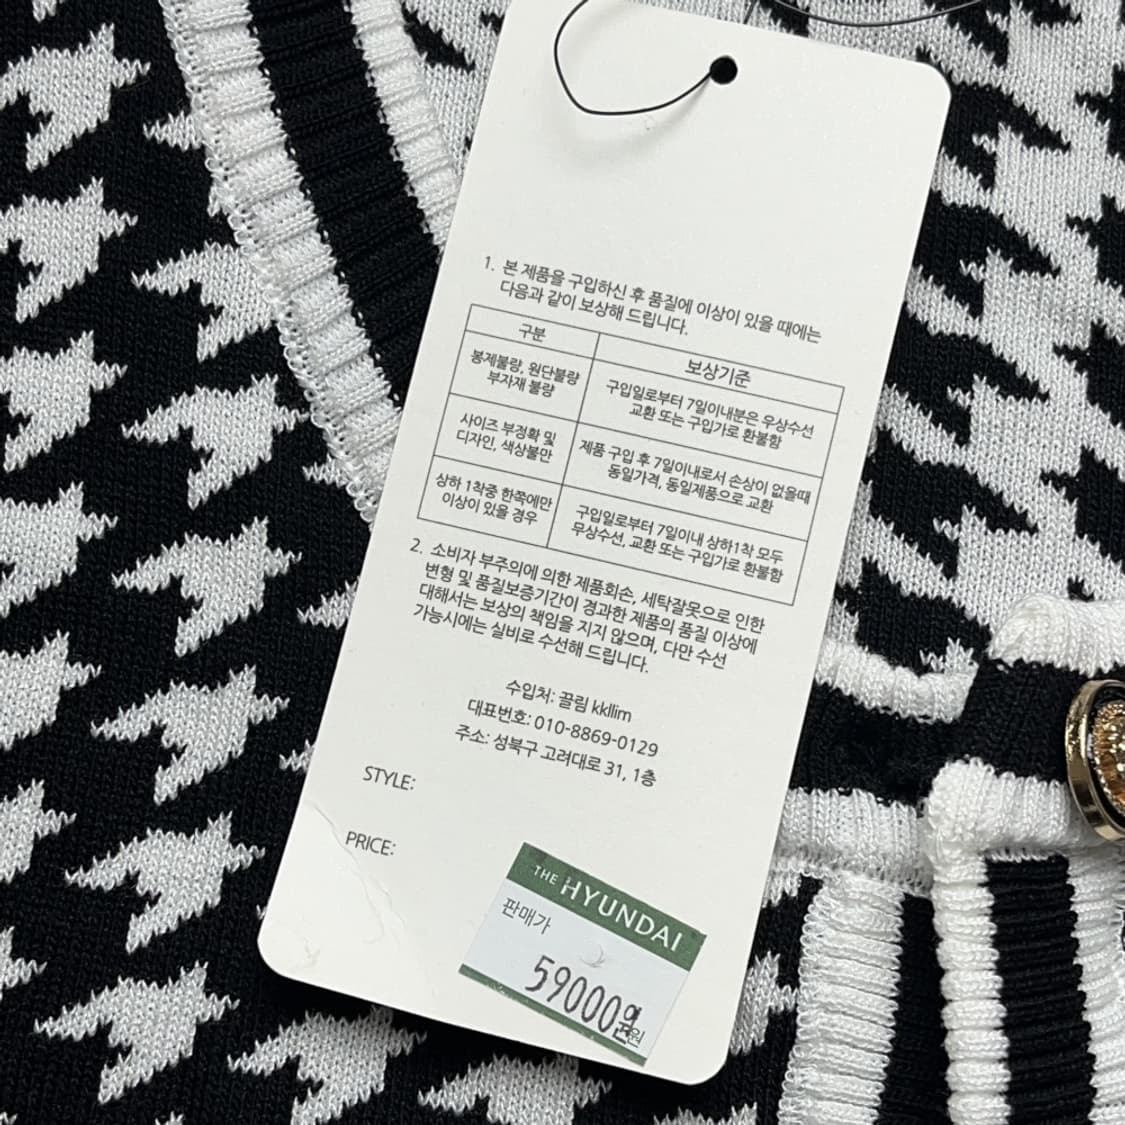 1. 본 제품을 구입하신 후 품질에 이상이 있을 때에는
다음과 같이 보상해 드립니다.
구분
보상기준
봉제불량, 원단불량
부자재 불량
구입일로부터 7일이내분은 우상수선
교환 또는 구입가로 환불함
사이즈 부정확 및
디자인, 색상불만
제품 구입 후 7일이내로서 손상이 없을때
동일가격, 동일제품으로 교환
상하 1착중 한쪽에만
이상이 있을 경우
구입일로부터 7일이내 상하1착 모두
무상수선, 교환 또는 구입가로 환불함
2. 소비자 부주의에 의한 제품회손, 세탁잘못으로 인한
변형 및 품질보증기간이 경과한 제품의 품질 이상에
대해서는 보상의 책임을 지지 않으며, 다만 수선
가능시에는 실비로 수선해 드립니다.
수입처: 끌림 kkllim
대표번호: 010-8869-0129
주소: 성북구 고려대로 31, 1층
STYLE:
PRICE:
THE HYUNDAI
판매가
59000원